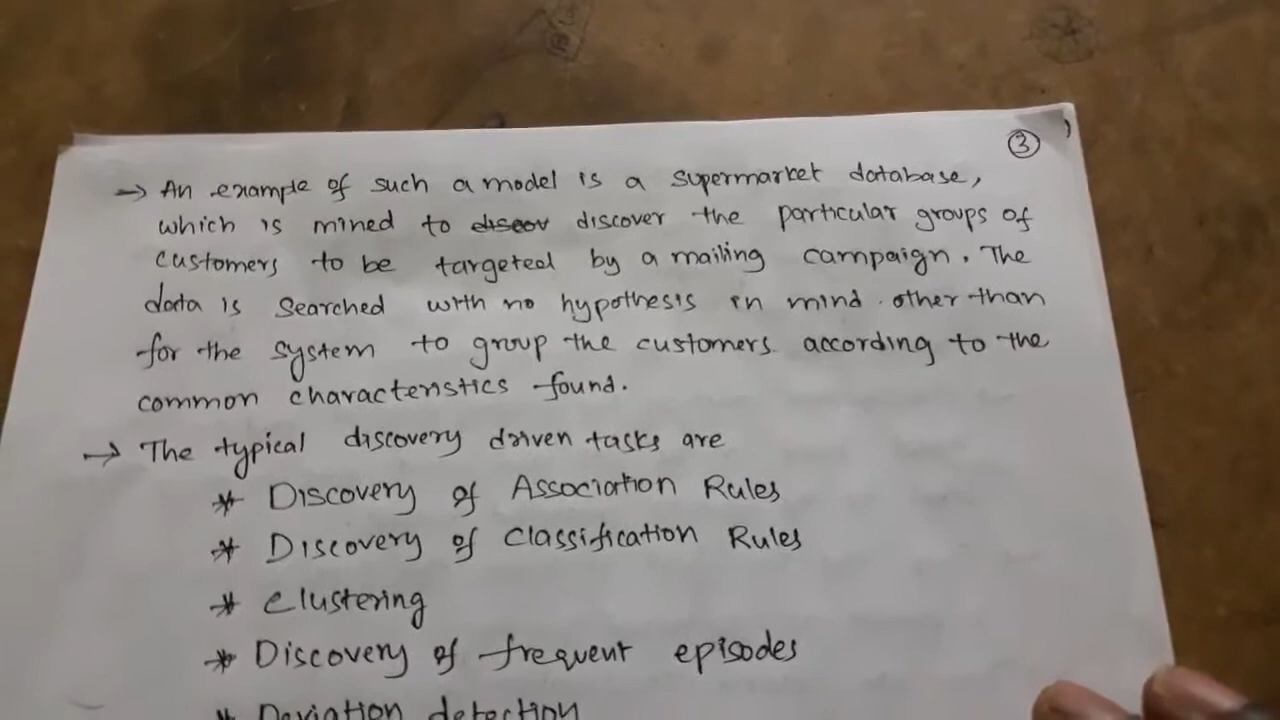 ③
→ An example of such a model is a supermarket database,
which is mined to discov discover the particular groups of
customers to be targeted by a mailing campaign. The
data is searched with no hypothesis in mind other than
for the system to group the customers according to the
common characteristics found.
→ The typical discovery driven tasks are
* Discovery of Association Rules
* Discovery of Classification Rules
* Clustering
* Discovery of frequent episodes
* Deviation detection